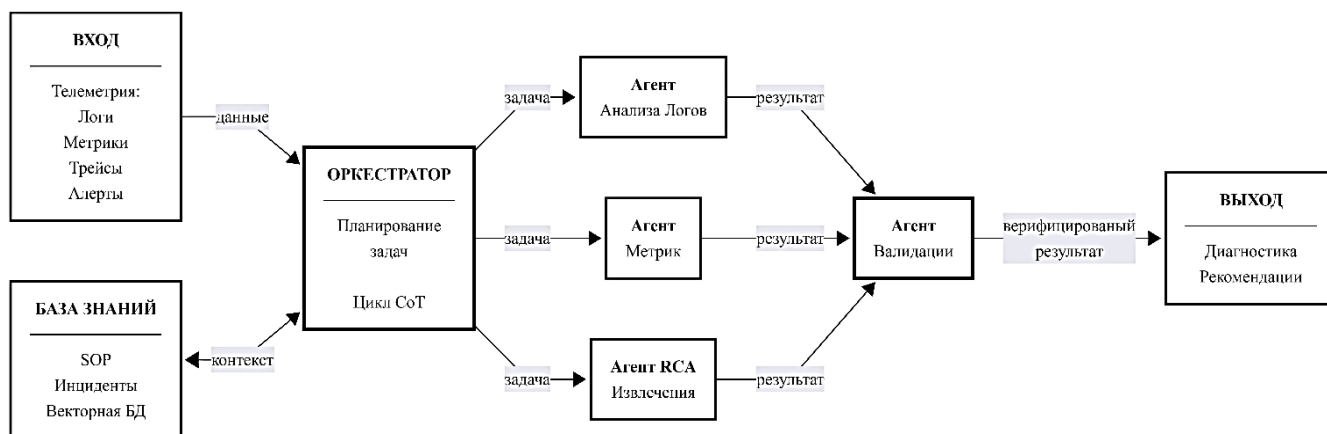 ВХОД
Телеметрия:
Логи
Метрики
Трейсы
Алерты
данные
БАЗА ЗНАНИЙ
SOP
Инциденты
Векторная БД
контекст
ОРКЕСТРАТОР
Планирование
задач
Цикл CoT
задача
Агент
Анализа Логов
результат
задача
Агент
Метрик
результат
задача
Агент RCA
Извлечения
результат
Агент
Валидации
верифицированый
результат
ВЫХОД
Диагностика
Рекомендации